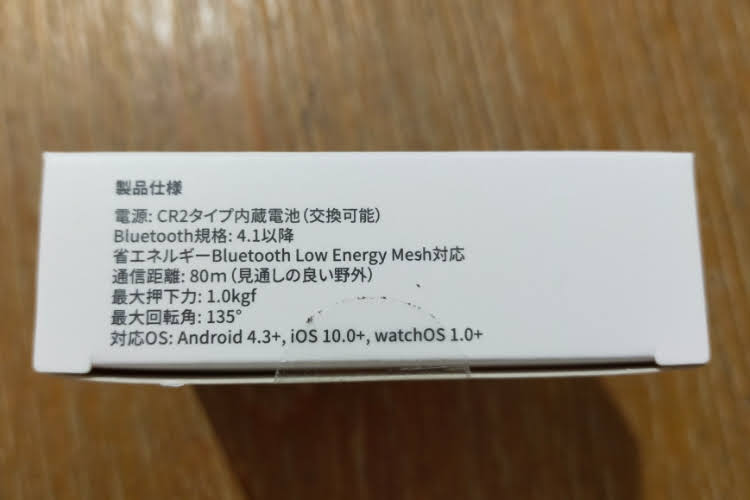 製品仕様
電源: CR2タイプ内蔵電池（交換可能）
Bluetooth規格: 4.1以降
省エネルギーBluetooth Low Energy Mesh対応
通信距離: 80m（見通しの良い野外）
最大押下力: 1.0kgf
最大回転角: 135°
対応OS: Android 4.3+, iOS 10.0+, watchOS 1.0+